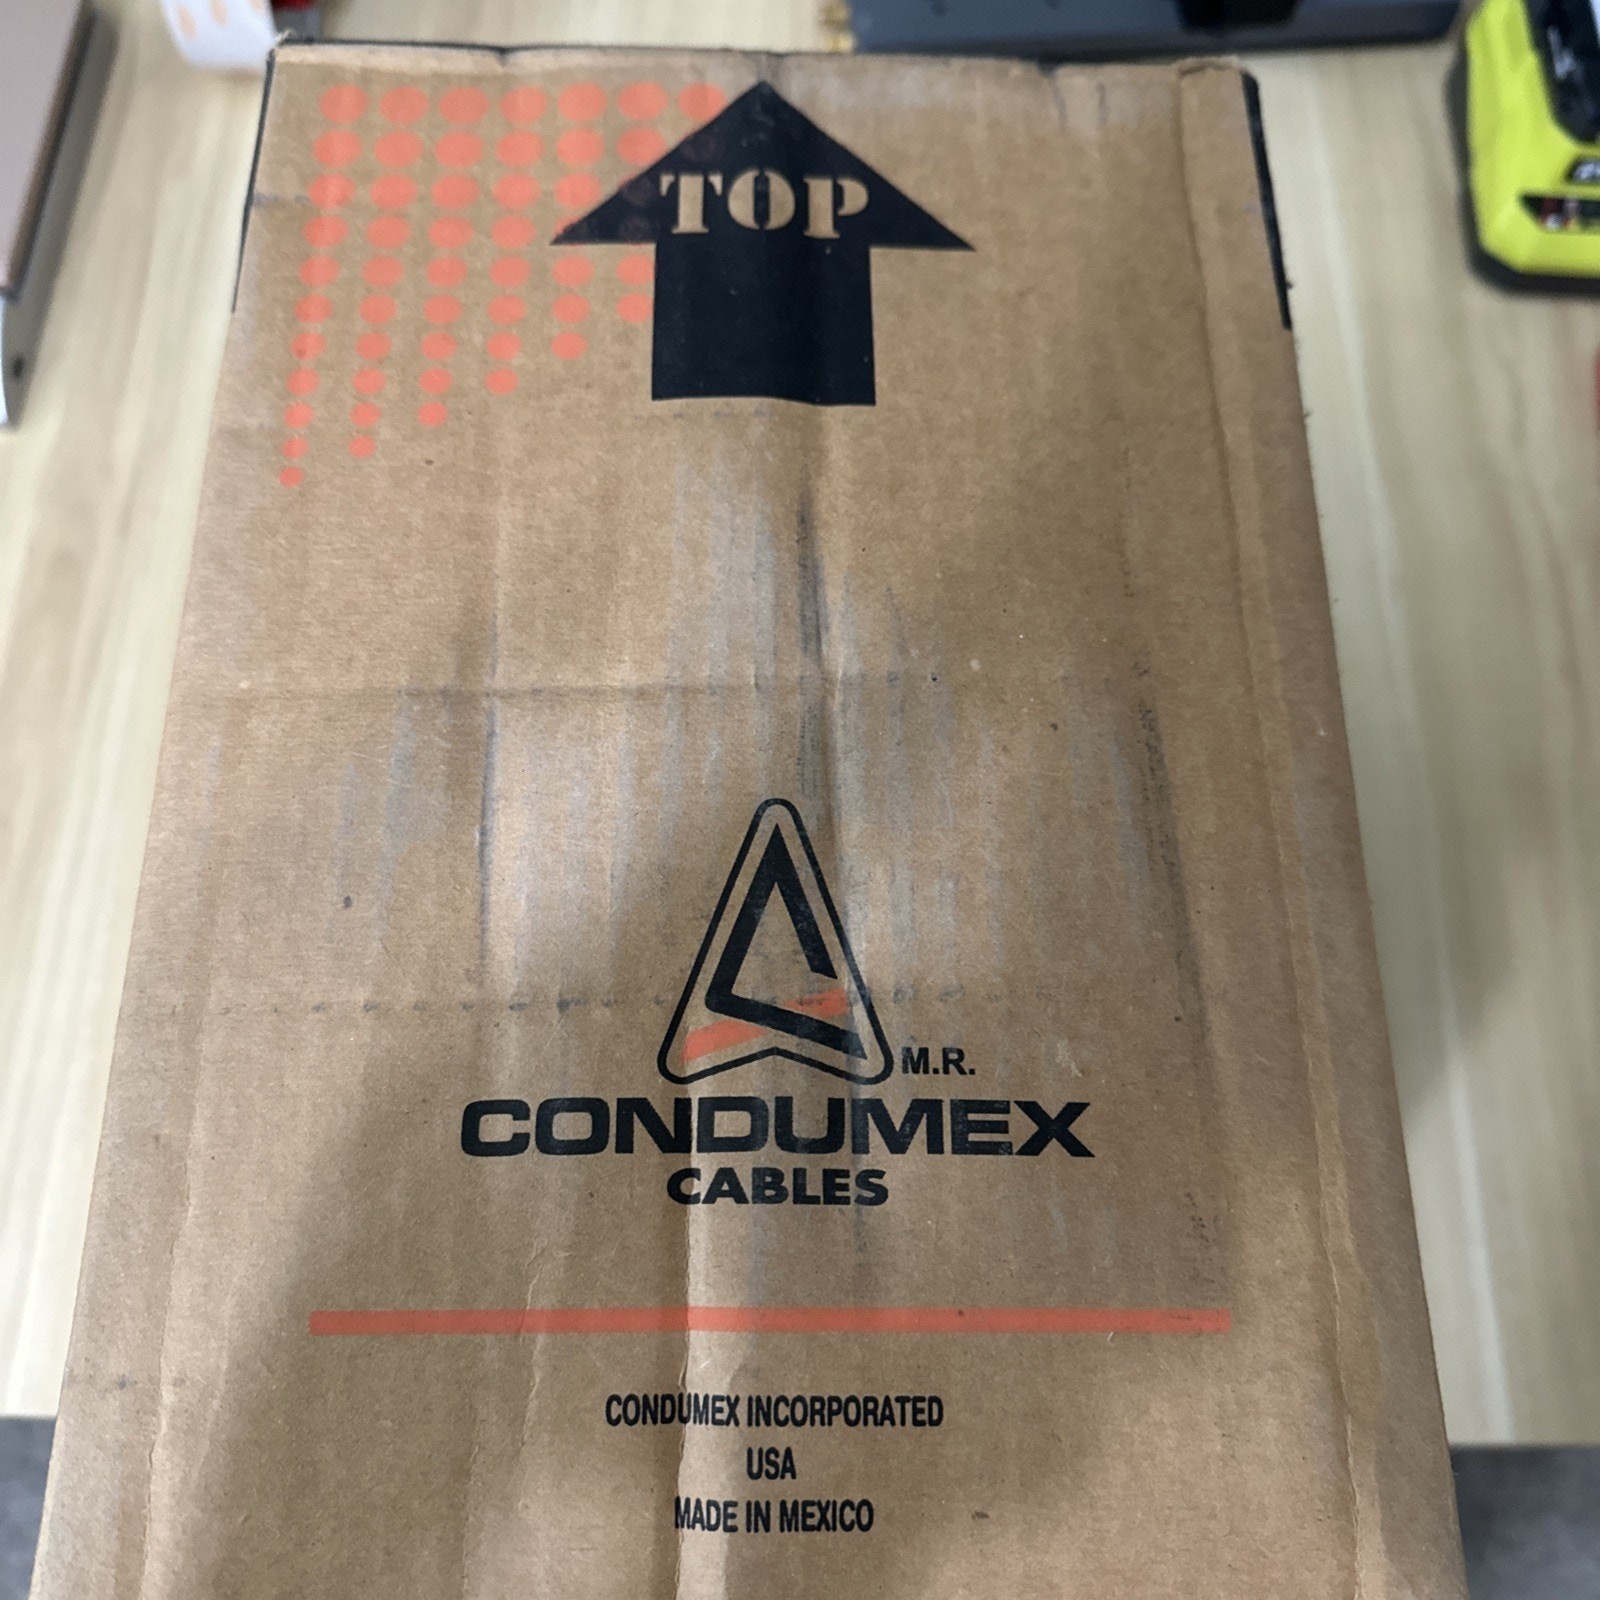 TOP
M.R.
CONDUMEX
CABLES
CONDUMEX INCORPORATED
USA
MADE IN MEXICO